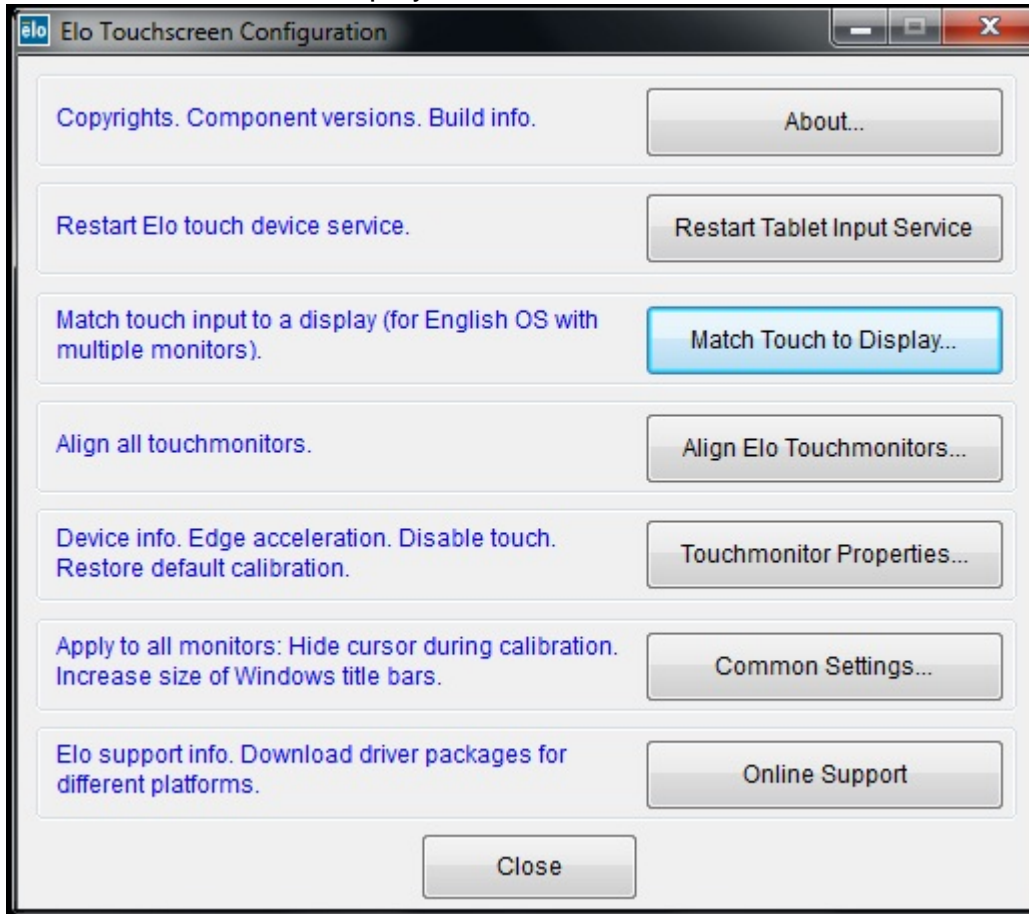 elo Elo Touchscreen Configuration
Copyrights. Component versions. Build info.
About...
Restart Elo touch device service.
Restart Tablet Input Service
Match touch input to a display (for English OS with
multiple monitors).
Match Touch to Display...
Align all touchmonitors.
Align Elo Touchmonitors...
Device info. Edge acceleration. Disable touch.
Restore default calibration.
Touchmonitor Properties...
Apply to all monitors: Hide cursor during calibration.
Increase size of Windows title bars.
Common Settings...
Elo support info. Download driver packages for
different platforms.
Online Support
Close